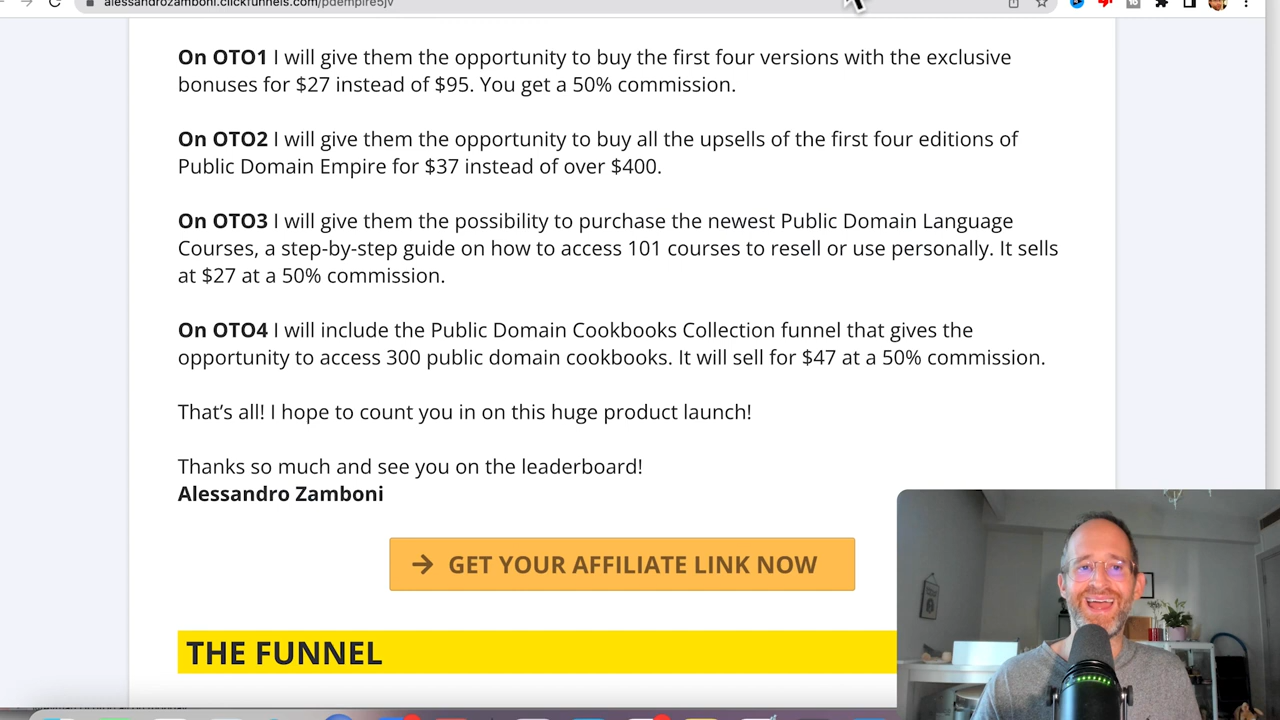 alessandrozamboni.clickfunnels.com/pdempire5jv
On OTO1 I will give them the opportunity to buy the first four versions with the exclusive
bonuses for $27 instead of $95. You get a 50% commission.
On OTO2 I will give them the opportunity to buy all the upsells of the first four editions of
Public Domain Empire for $37 instead of over $400.
On OTO3 I will give them the possibility to purchase the newest Public Domain Language
Courses, a step-by-step guide on how to access 101 courses to resell or use personally. It sells
at $27 at a 50% commission.
On OTO4 I will include the Public Domain Cookbooks Collection funnel that gives the
opportunity to access 300 public domain cookbooks. It will sell for $47 at a 50% commission.
That’s all! I hope to count you in on this huge product launch!
Thanks so much and see you on the leaderboard!
Alessandro Zamboni
→ GET YOUR AFFILIATE LINK NOW
THE FUNNEL